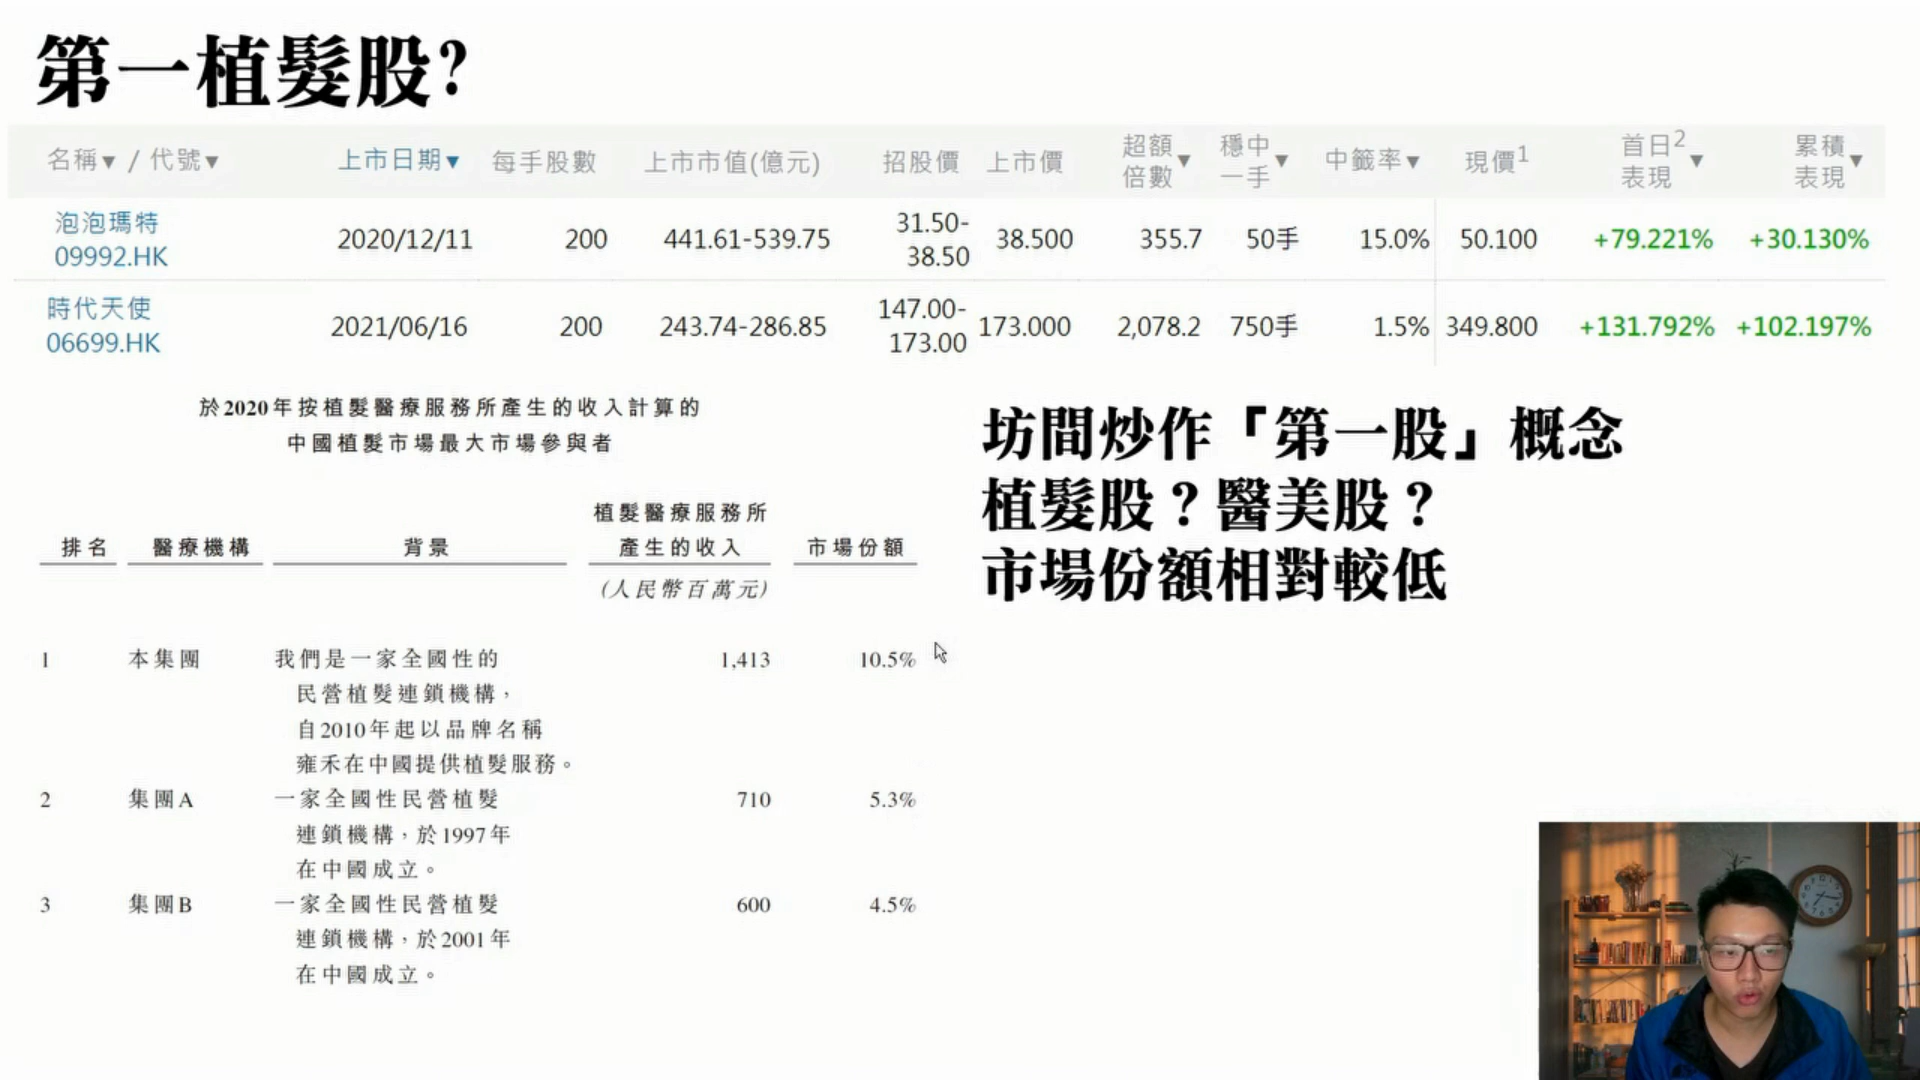 第一植髮股?
名稱▼ / 代號▼ 上市日期▼ 每手股數 上市市值(億元) 招股價 上市價 超額倍數▼ 穩中一手▼ 中籤率▼ 現價1 首日2表現▼ 累積表現▼
泡泡瑪特 09992.HK 2020/12/11 200 441.61-539.75 31.50-38.50 38.500 355.7 50手 15.0% 50.100 +79.221% +30.130%
時代天使 06699.HK 2021/06/16 200 243.74-286.85 147.00-173.00 173.000 2,078.2 750手 1.5% 349.800 +131.792% +102.197%
於2020年按植髮醫療服務所產生的收入計算的
中國植髮市場最大市場參與者
坊間炒作「第一股」概念
植髮股？醫美股？
市場份額相對較低
植髮醫療服務所
排名 醫療機構 背景 產生的收入 市場份額
(人民幣百萬元)
1 本集團 我們是一家全國性的 1,413 10.5%
民營植髮連鎖機構，
自2010年起以品牌名稱
雍禾在中國提供植髮服務。
2 集團A 一家全國性民營植髮 710 5.3%
連鎖機構，於1997年
在中國成立。
3 集團B 一家全國性民營植髮 600 4.5%
連鎖機構，於2001年
在中國成立。